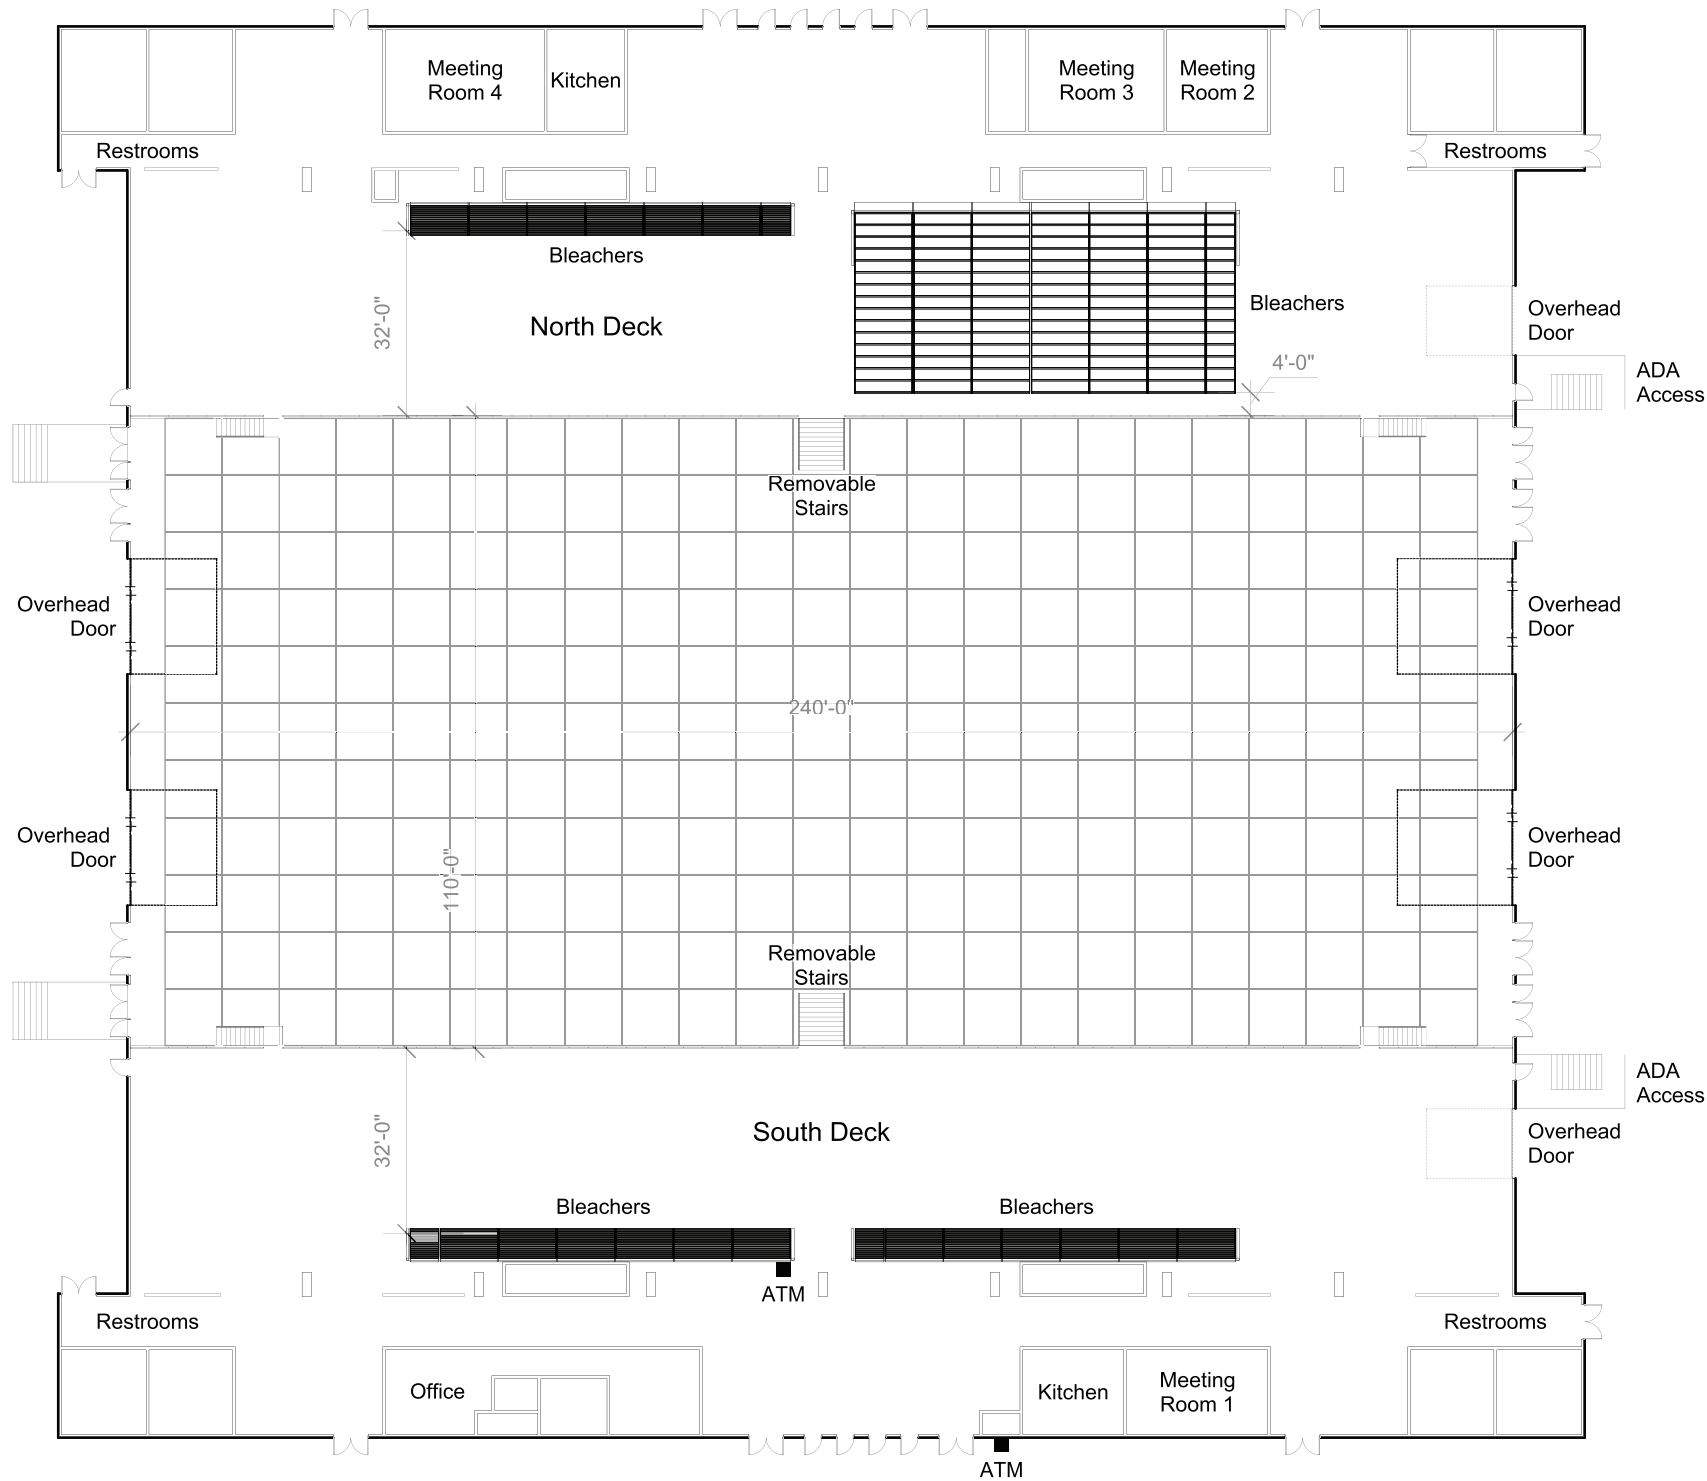 Meeting
Room 4
Kitchen
Meeting
Room 3
Meeting
Room 2
Restrooms
Restrooms
Bleachers
32'-0"
North Deck
Bleachers
4'-0"
Overhead
Door
ADA
Access
Removable
Stairs
Overhead
Door
Overhead
Door
240'-0"
Overhead
Door
110'-0"
Overhead
Door
Removable
Stairs
ADA
Access
32'-0"
South Deck
Overhead
Door
Bleachers
Bleachers
ATM
Restrooms
Restrooms
Office
Kitchen
Meeting
Room 1
ATM